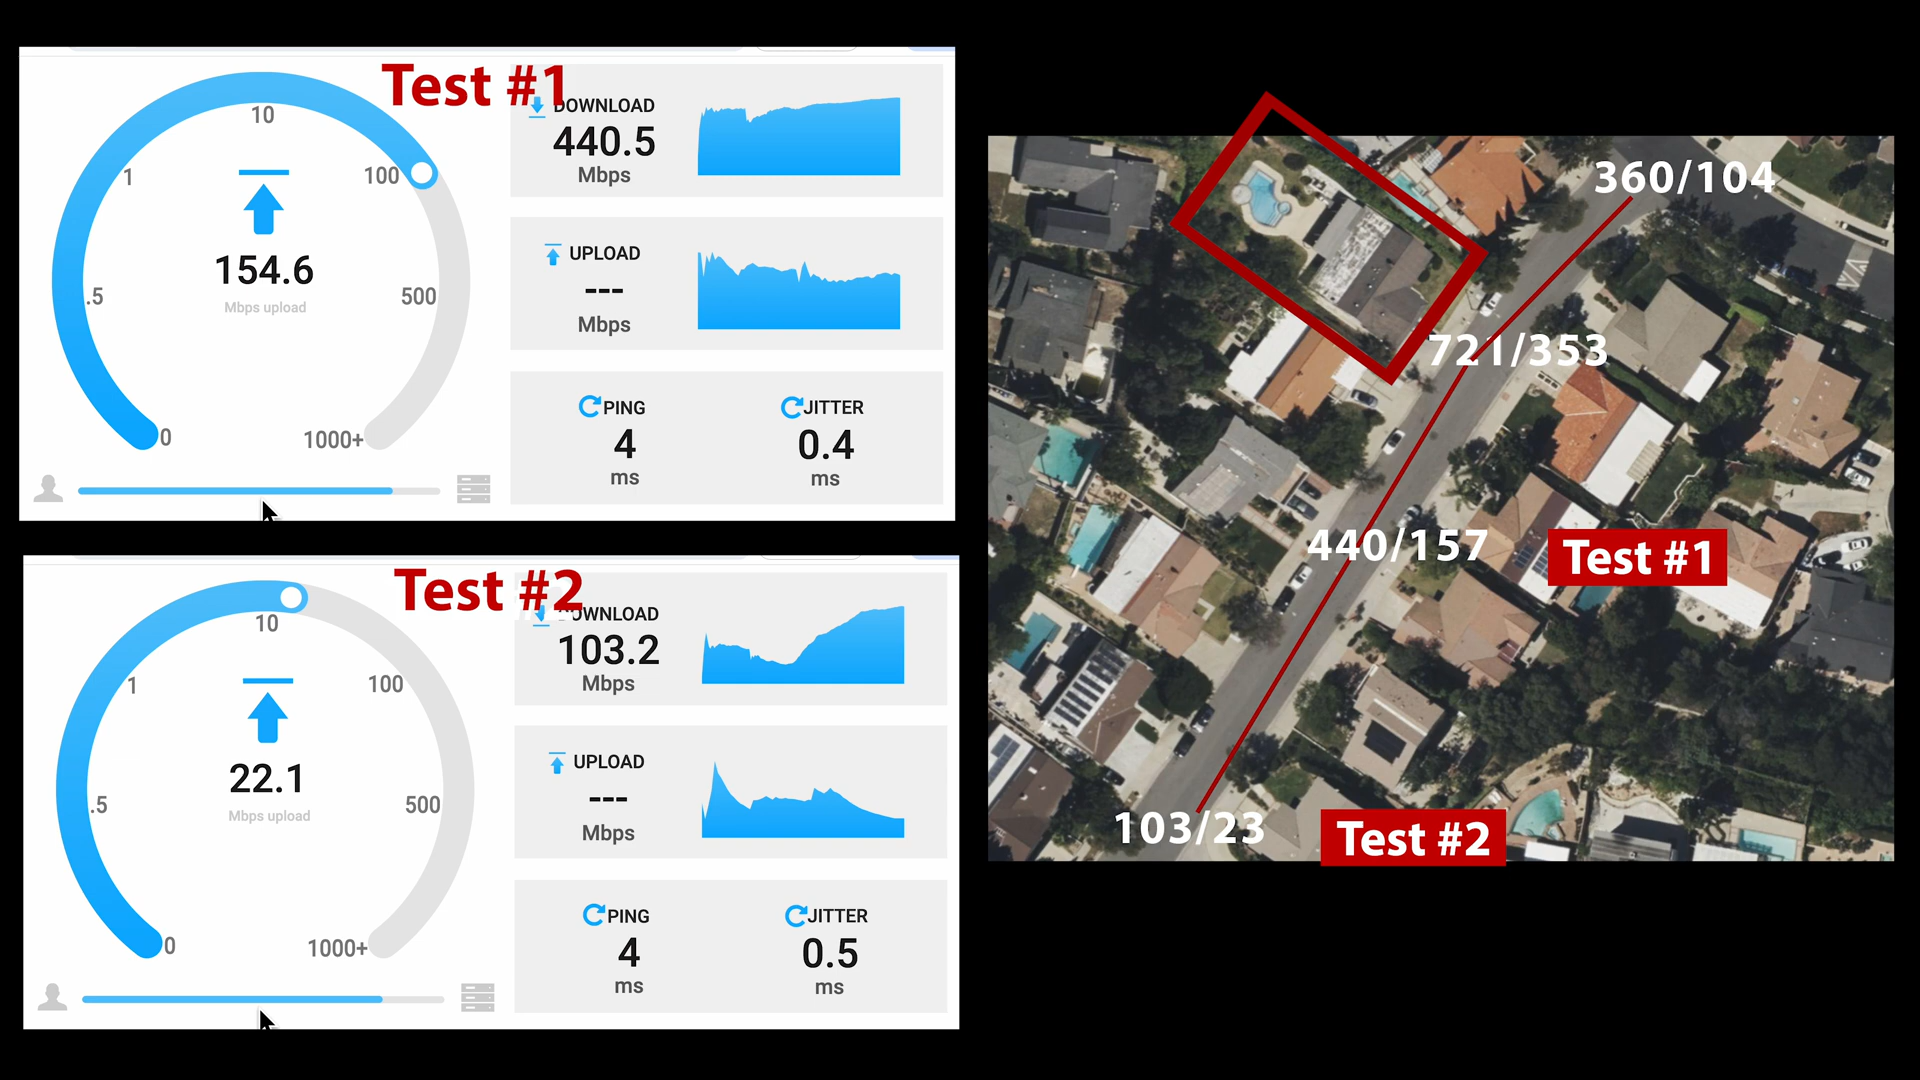 Test #1
10
1
100
.5
500
0
1000+
154.6
Mbps upload
DOWNLOAD
440.5
Mbps
UPLOAD
---
Mbps
PING
4
ms
JITTER
0.4
ms
Test #2
10
1
100
.5
500
0
1000+
22.1
Mbps upload
DOWNLOAD
103.2
Mbps
UPLOAD
---
Mbps
PING
4
ms
JITTER
0.5
ms
360/104
721/353
440/157
Test #1
103/23
Test #2